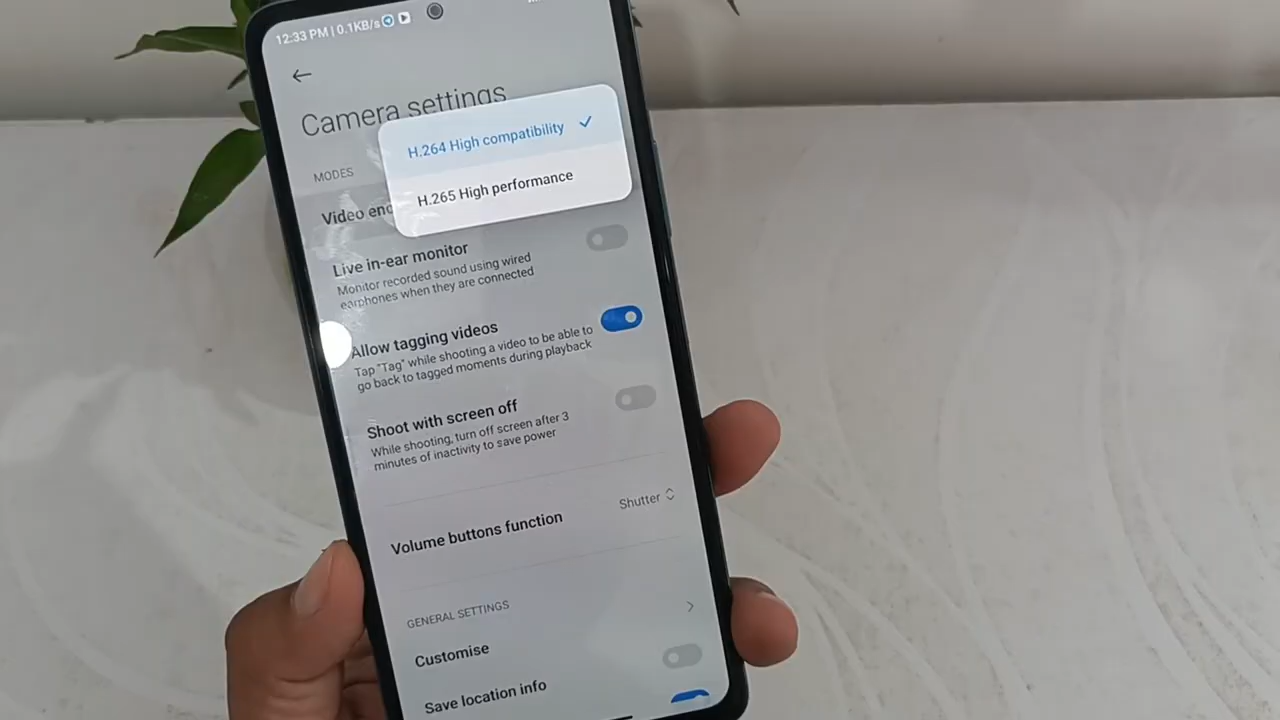 12:33 PM | 0.1KB/s
Camera settings
H.264 High compatibility
H.265 High performance
MODES
Video enc
Live in-ear monitor
Monitor recorded sound using wired
earphones when they are connected
Allow tagging videos
Tap "Tag" while shooting a video to be able to
go back to tagged moments during playback
Shoot with screen off
While shooting, turn off screen after 3
minutes of inactivity to save power
Volume buttons function
Shutter
GENERAL SETTINGS
Customise
Save location info